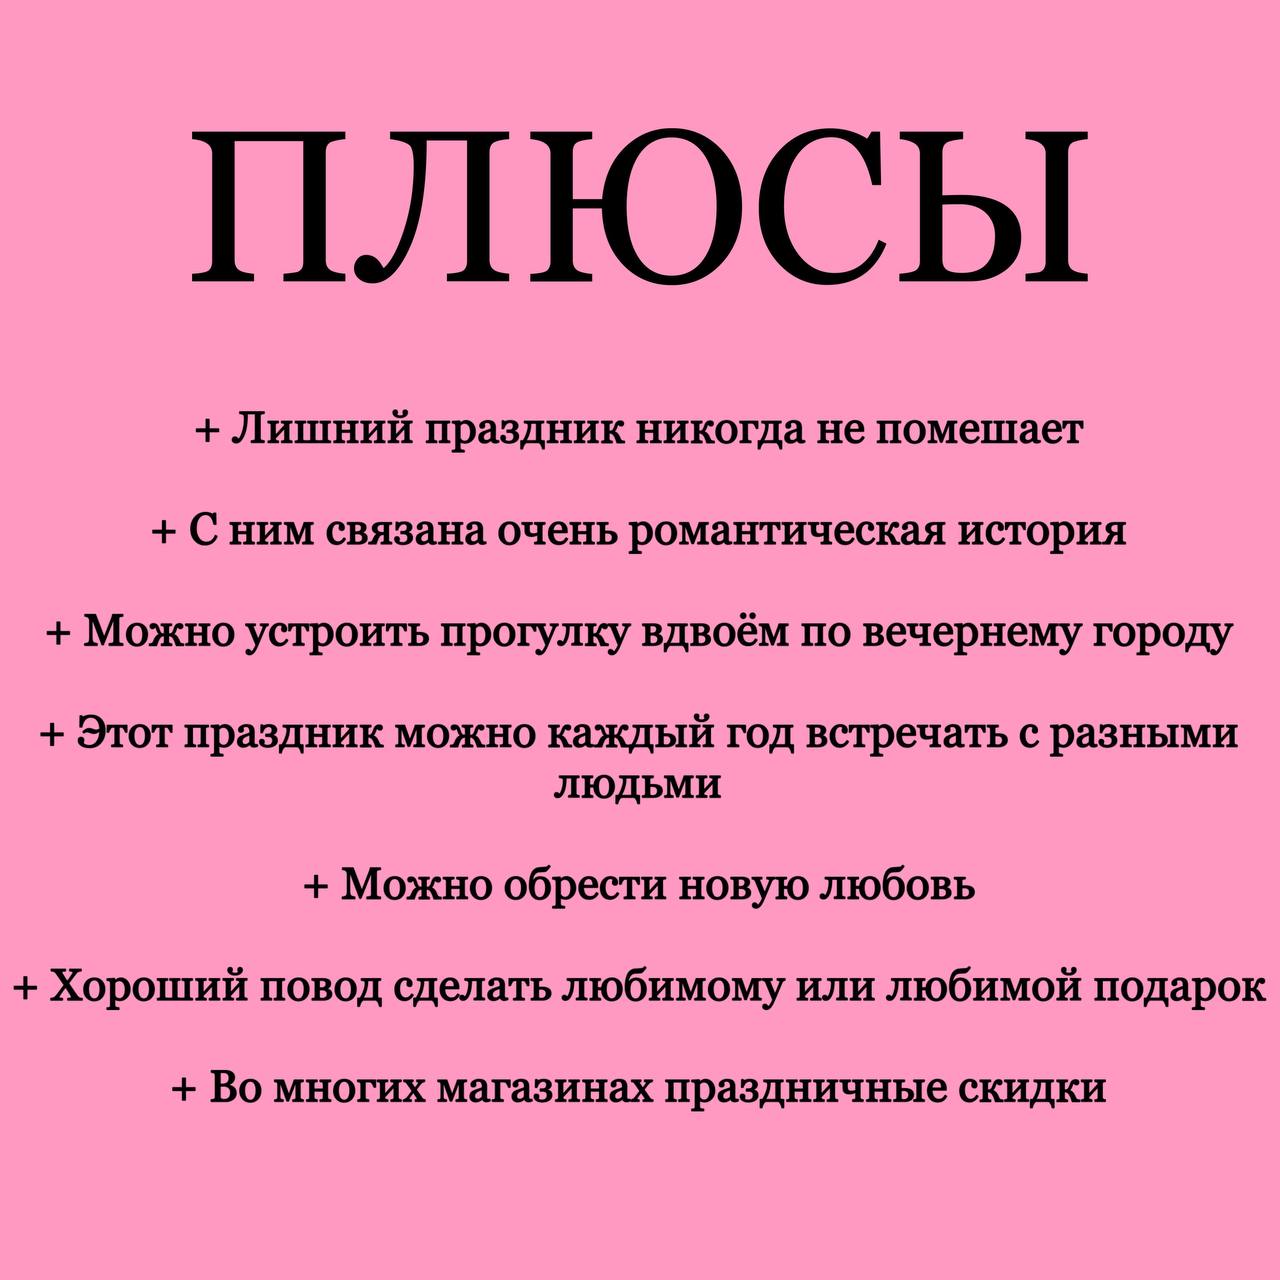 ПЛЮСЫ
+ Лишний праздник никогда не помешает
+ С ним связана очень романтическая история
+ Можно устроить прогулку вдвоём по вечернему городу
+ Этот праздник можно каждый год встречать с разными
людьми
+ Можно обрести новую любовь
+ Хороший повод сделать любимому или любимой подарок
+ Во многих магазинах праздничные скидки